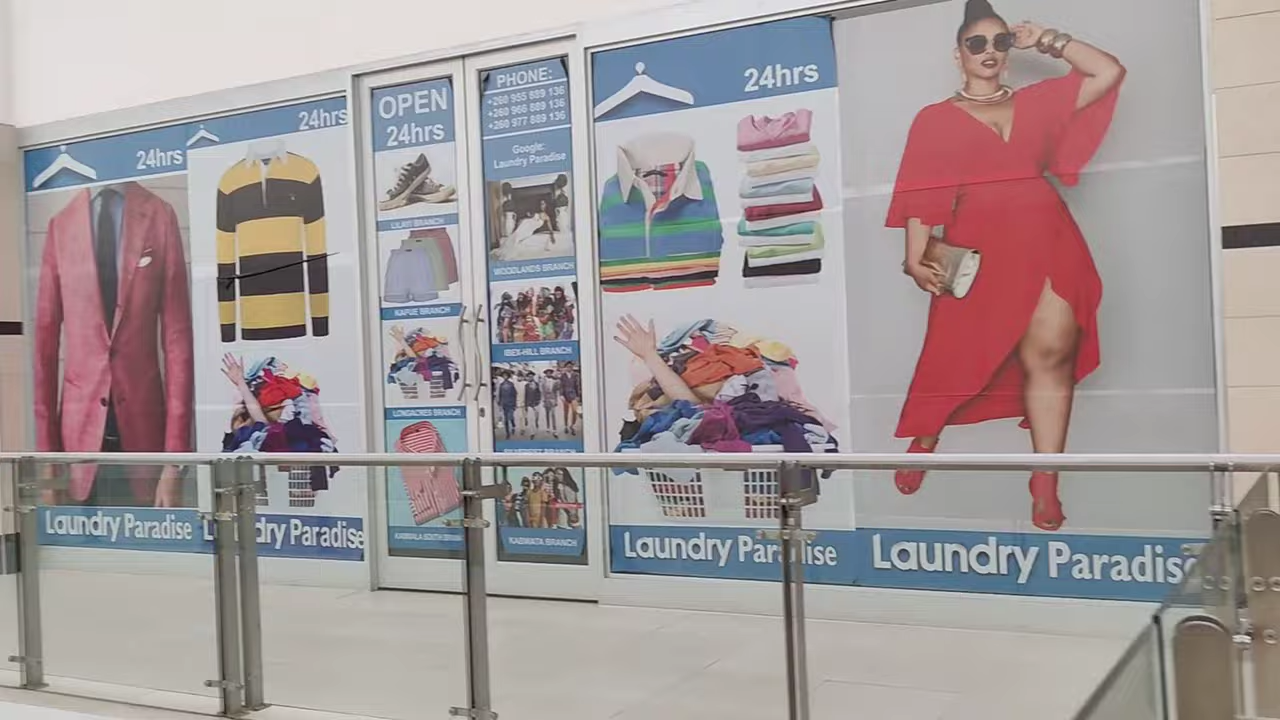 24hrs
24hrs
OPEN
24hrs
LILAYI BRANCH
KAFUE BRANCH
LONGACRES BRANCH
PHONE:
+260 955 889 136
+260 966 889 136
+260 977 889 136
Google:
Laundry Paradise
WOODLANDS BRANCH
IBEX-HILL BRANCH
KABWATA BRANCH
24hrs
Laundry Paradise
Laundry Paradise
Laundry Paradise
Laundry Paradise